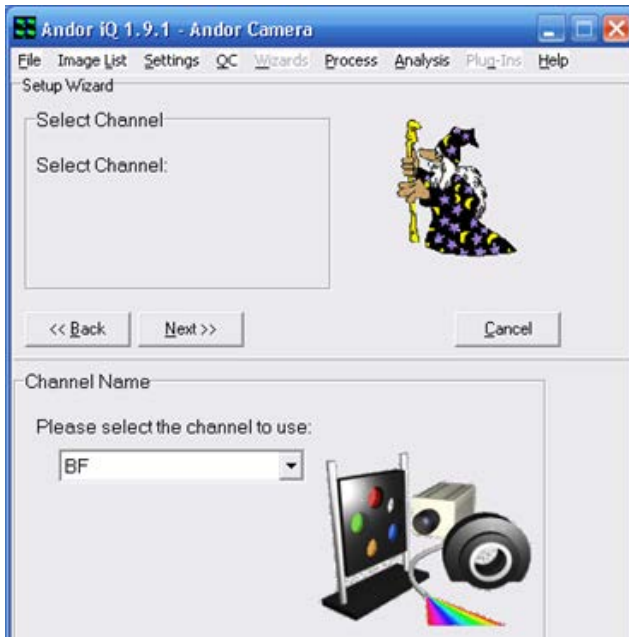 Andor iQ 1.9.1 - Andor Camera
File Image List Settings QC Wizards Process Analysis Plug-Ins Help
Setup Wizard
Select Channel
Select Channel:
<< Back Next >> Cancel
Channel Name
Please select the channel to use:
BF